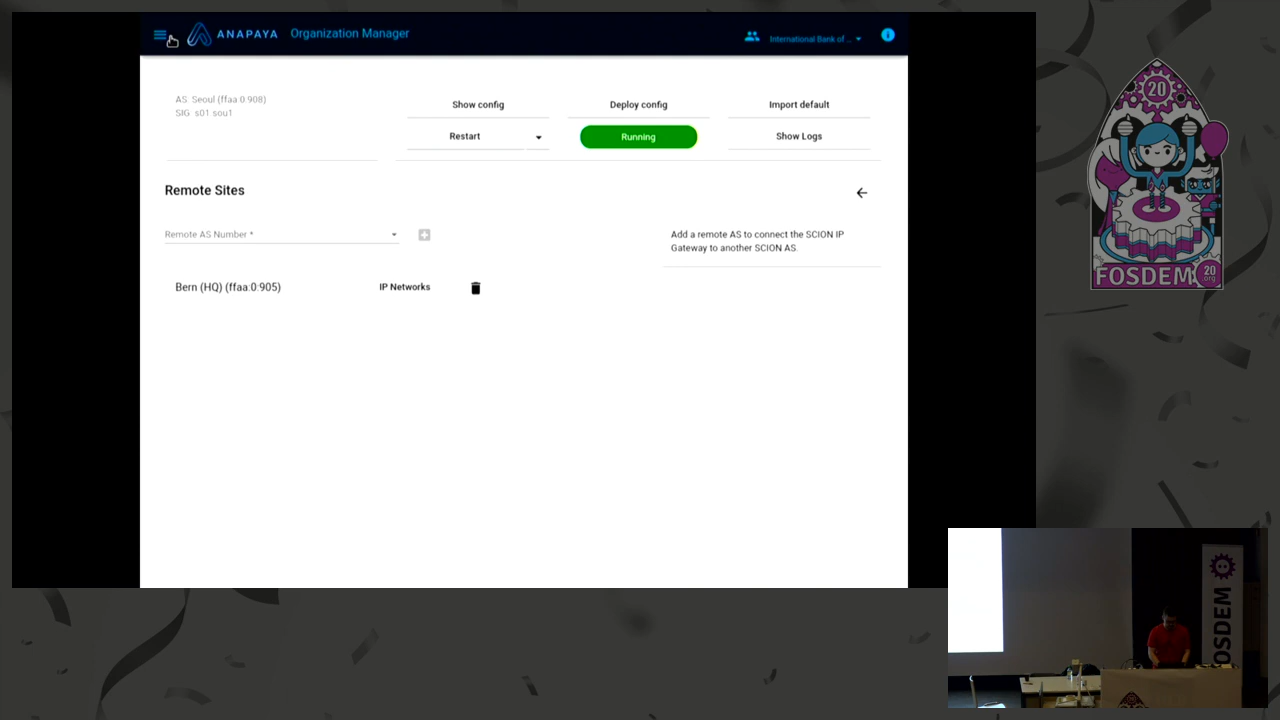 ANAPAYA
Organization Manager
International Bank of ...
AS Seoul (ffaa 0.908)
SIG s01 sou1
Show config
Deploy config
Import default
Restart
Running
Show Logs
Remote Sites
Remote AS Number *
Add a remote AS to connect the SCION IP
Gateway to another SCION AS.
Bern (HQ) (ffaa:0:905)
IP Networks
20
FOSDEM
20
.org
FOSDEM